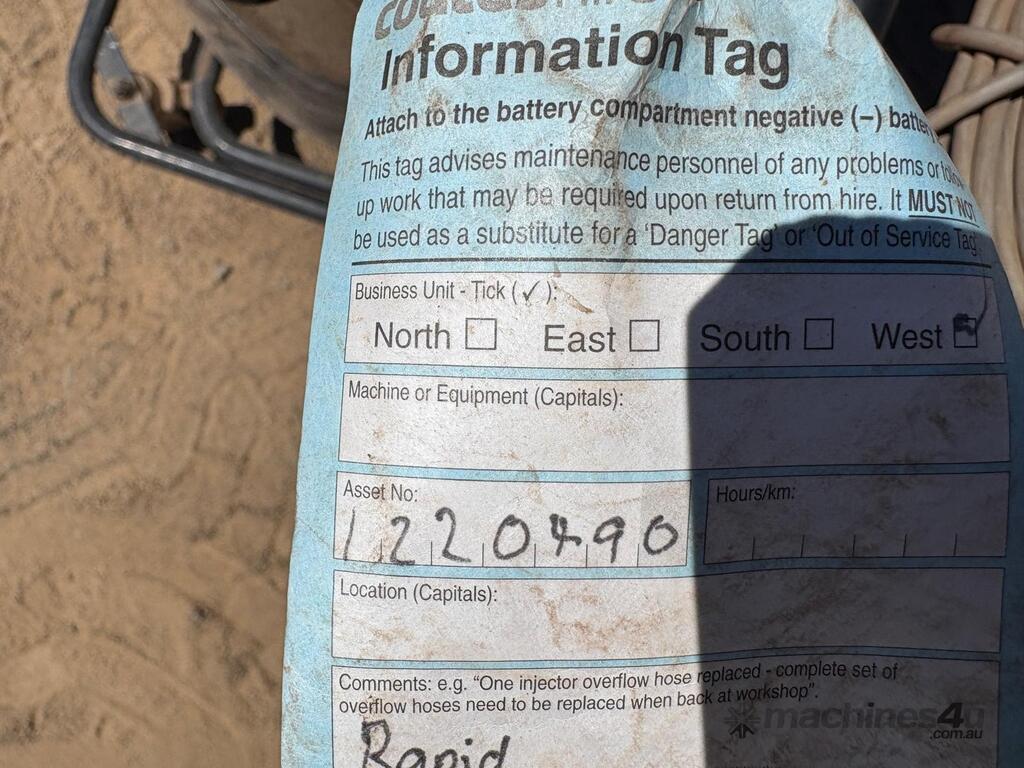 Information Tag
Attach to the battery compartment negative (–)
This tag advises maintenance personnel of any problems or
up work that may be required upon return from hire. It MUST NOT
be used as a substitute for a 'Danger Tag' or 'Out of Service Tag'
Business Unit - Tick (✓):
North East South West
Machine or Equipment (Capitals):
Asset No: Hours/km:
Location (Capitals):
Comments: e.g. "One injector overflow hose replaced - complete set of
overflow hoses need to be replaced when back at workshop".
Rapid
machines4u
.com.au